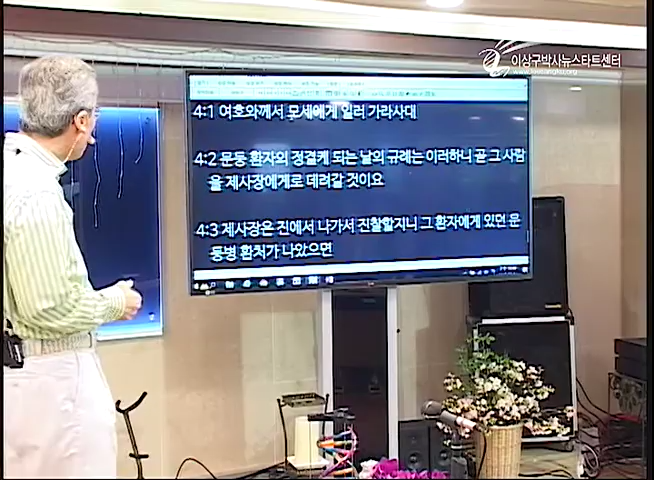 이상구박사뉴스타트센터
4:1 여호와께서 모세에게 일러 가라사대
4:2 문둥 환자의 정결케 되는 날의 규례는 이러하니 곧 그 사람
을 제사장에게로 데려갈 것이요
4:3 제사장은 진에서 나가서 진찰할지니 그 환자에게 있던 문
둥병 환처가 나았으면